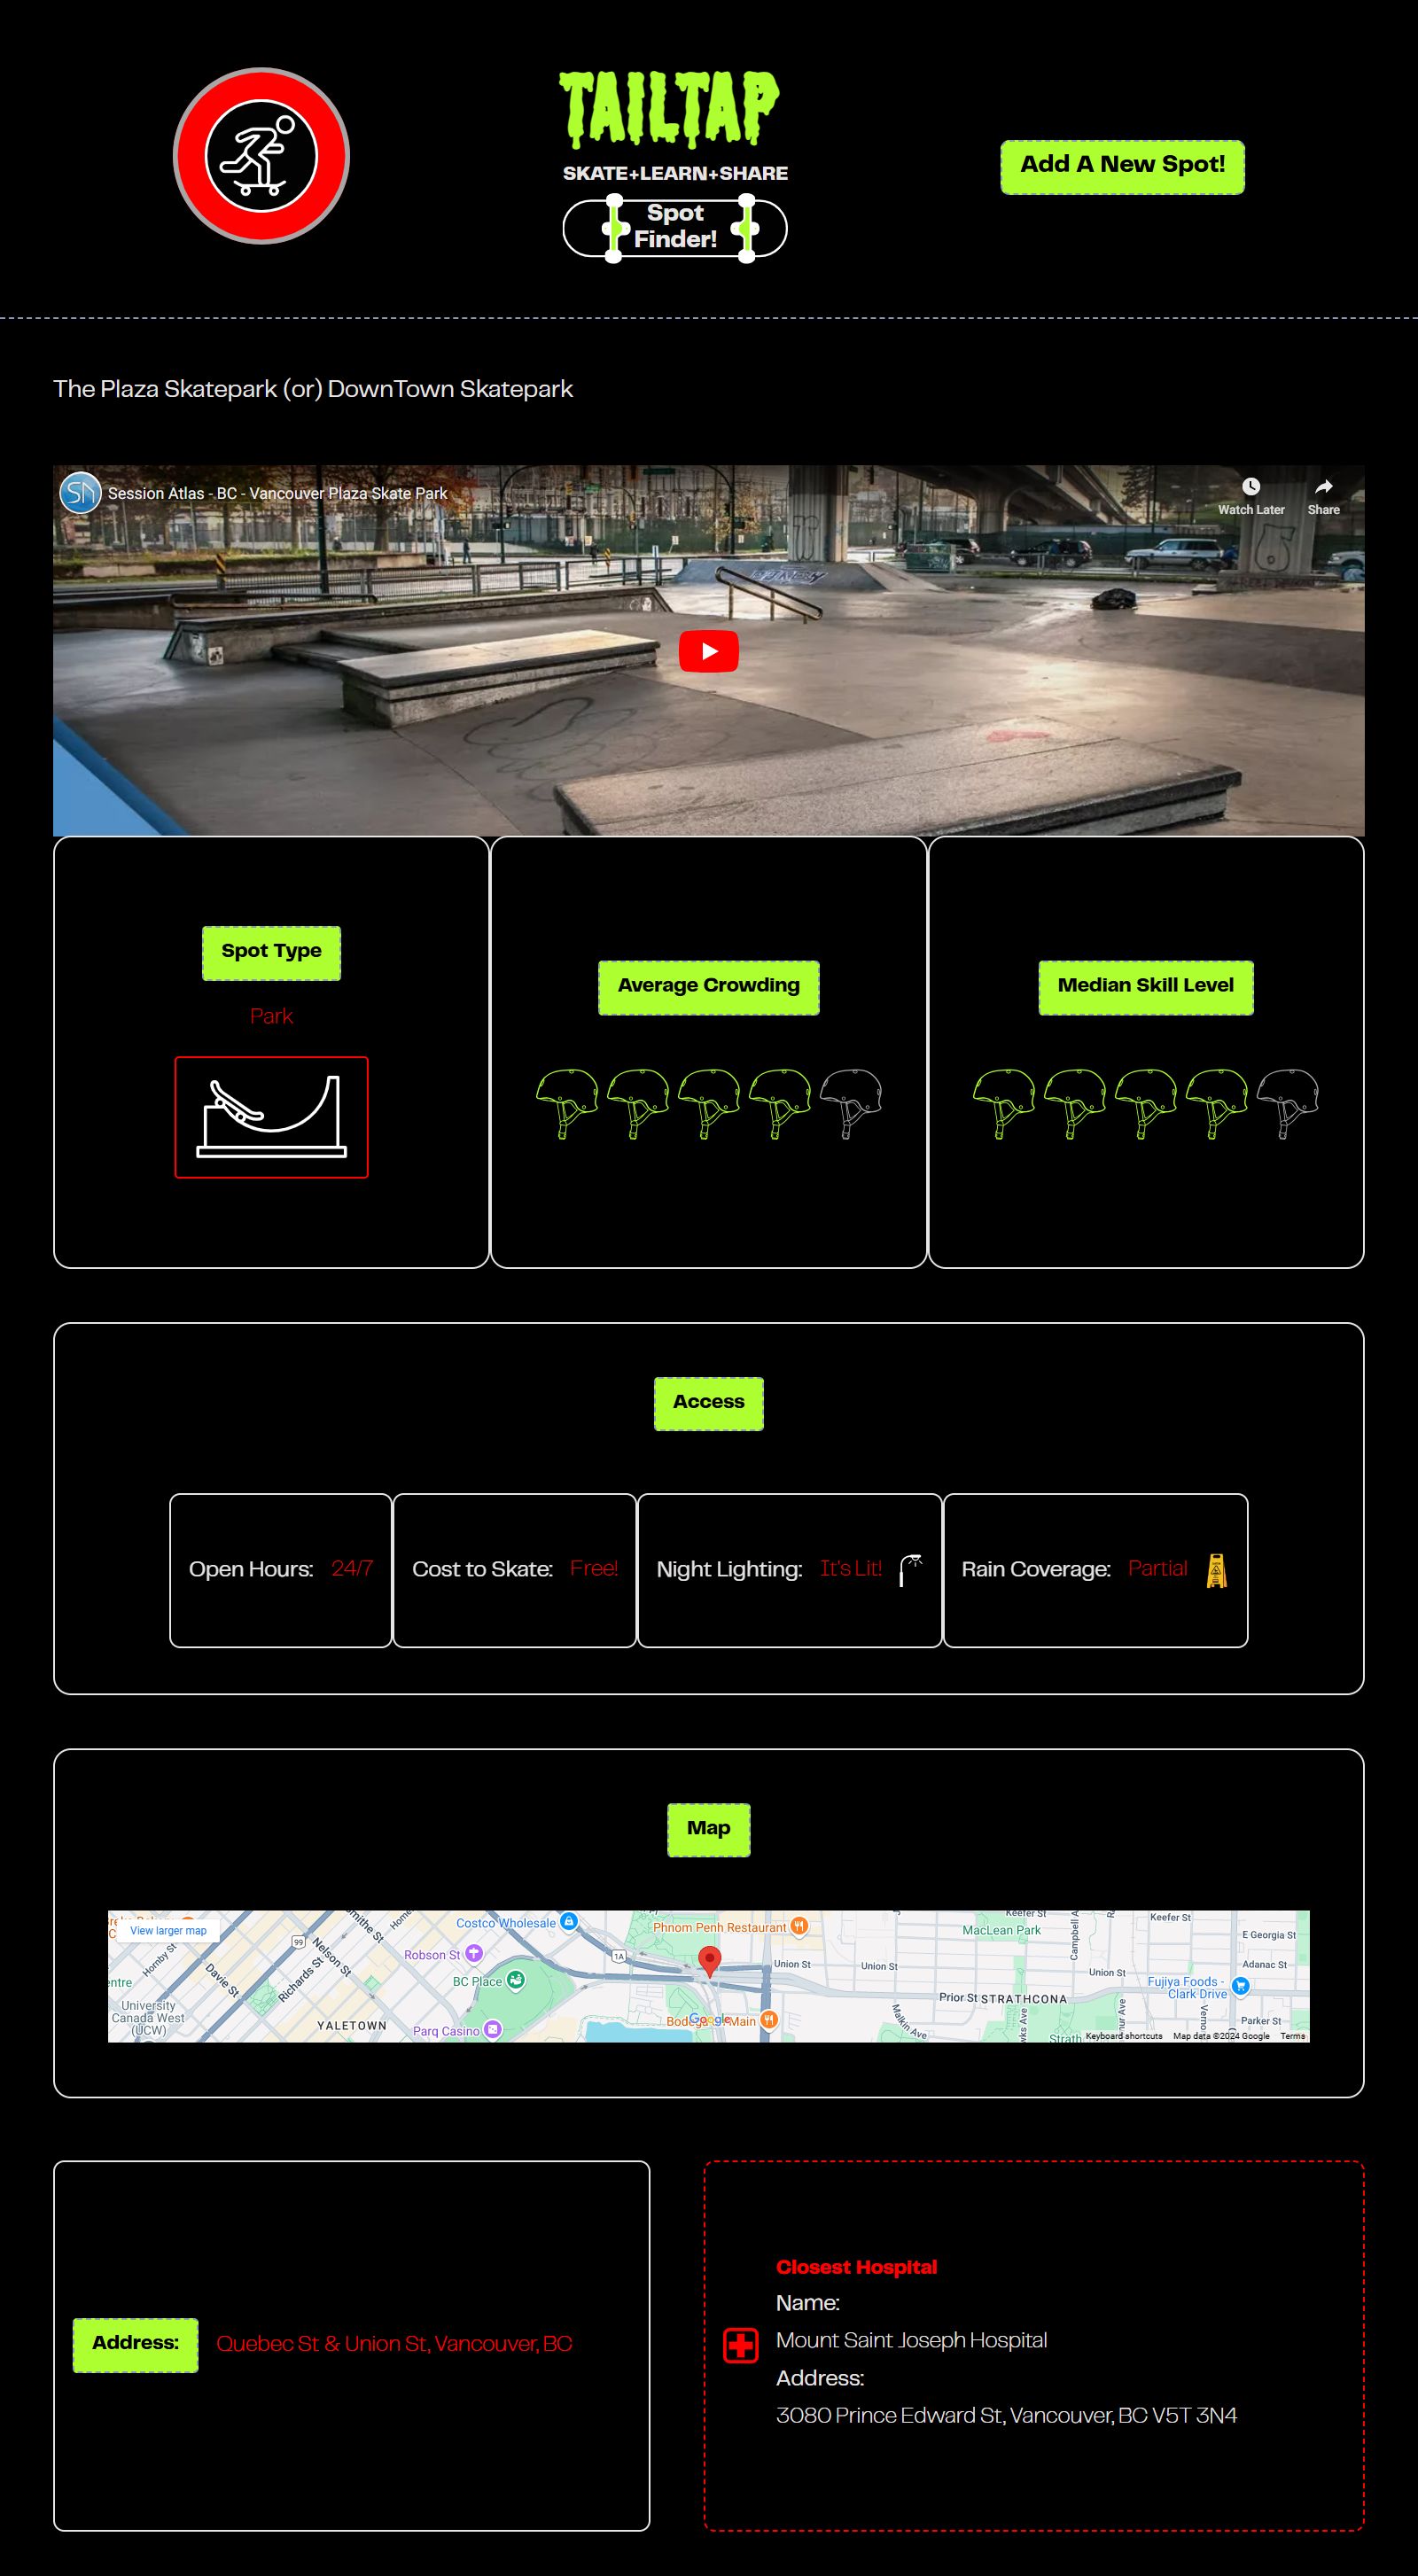 TAILTAP
SKATE+LEARN+SHARE
Spot
Finder!
Add A New Spot!
The Plaza Skatepark (or) DownTown Skatepark
Session Atlas - BC - Vancouver Plaza Skate Park
Watch Later
Share
Spot Type
Park
Average Crowding
Median Skill Level
Access
Open Hours: 24/7
Cost to Skate: Free!
Night Lighting: It's Lit!
Rain Coverage: Partial
Map
View larger map
Costco Wholesale
Phnom Penh Restaurant
MacLean Park
Keefer St
Keefer St
Campbell A
E Georgia St
99
Nelson St
Robson St
1A
Union St
Union St
Union St
Adanac St
Hornby St
Davie St
Richards St
BC Place
Fujiya Foods -
Clark Drive
entre
University
Canada West
(UCW)
YALETOWN
Parq Casino
Google
Main
Malkin Ave
Prior St
STRATHCONA
Strath
Parker St
Keyboard shortcuts
Map data ©2024 Google
Terms
Address:
Quebec St & Union St, Vancouver, BC
Closest Hospital
Name:
Mount Saint Joseph Hospital
Address:
3080 Prince Edward St, Vancouver, BC V5T 3N4